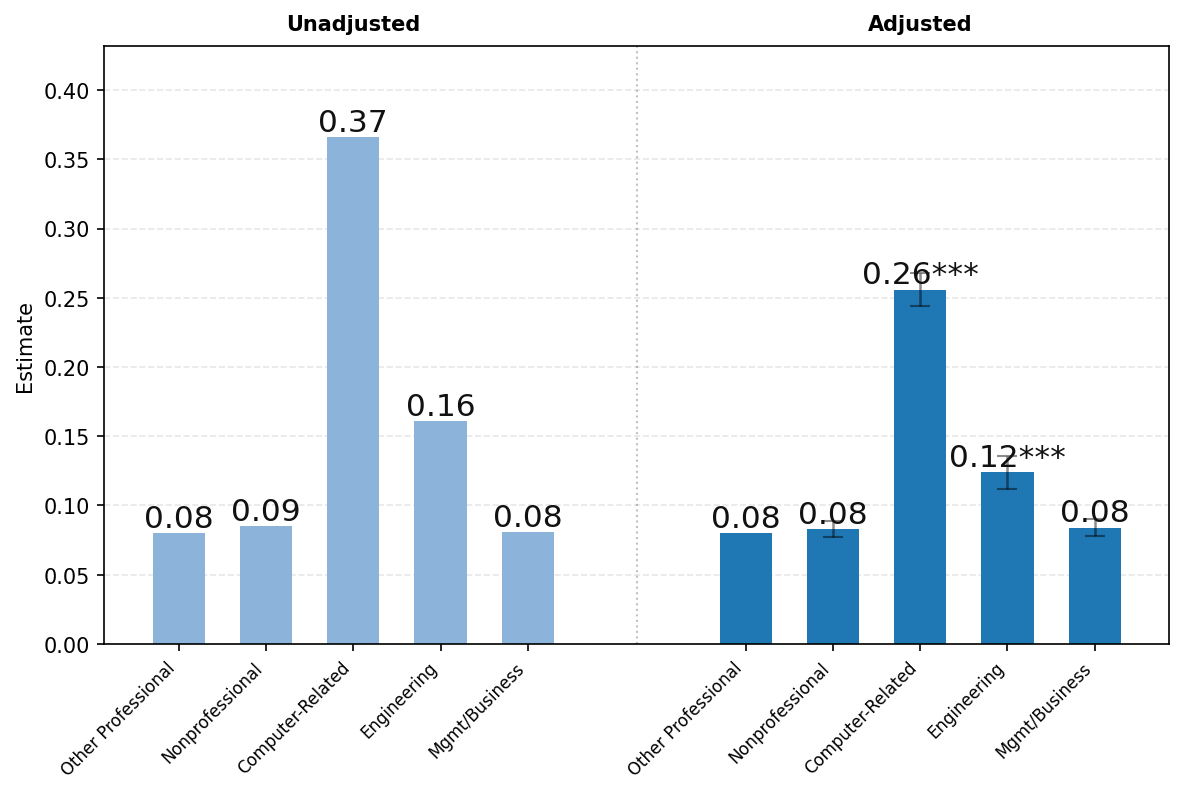 Unadjusted
Adjusted
Estimate
0.40
0.35
0.30
0.25
0.20
0.15
0.10
0.05
0.00
0.08
0.09
0.37
0.16
0.08
0.08
0.08
0.26***
0.12***
0.08
Other Professional
Nonprofessional
Computer-Related
Engineering
Mgmt/Business
Other Professional
Nonprofessional
Computer-Related
Engineering
Mgmt/Business